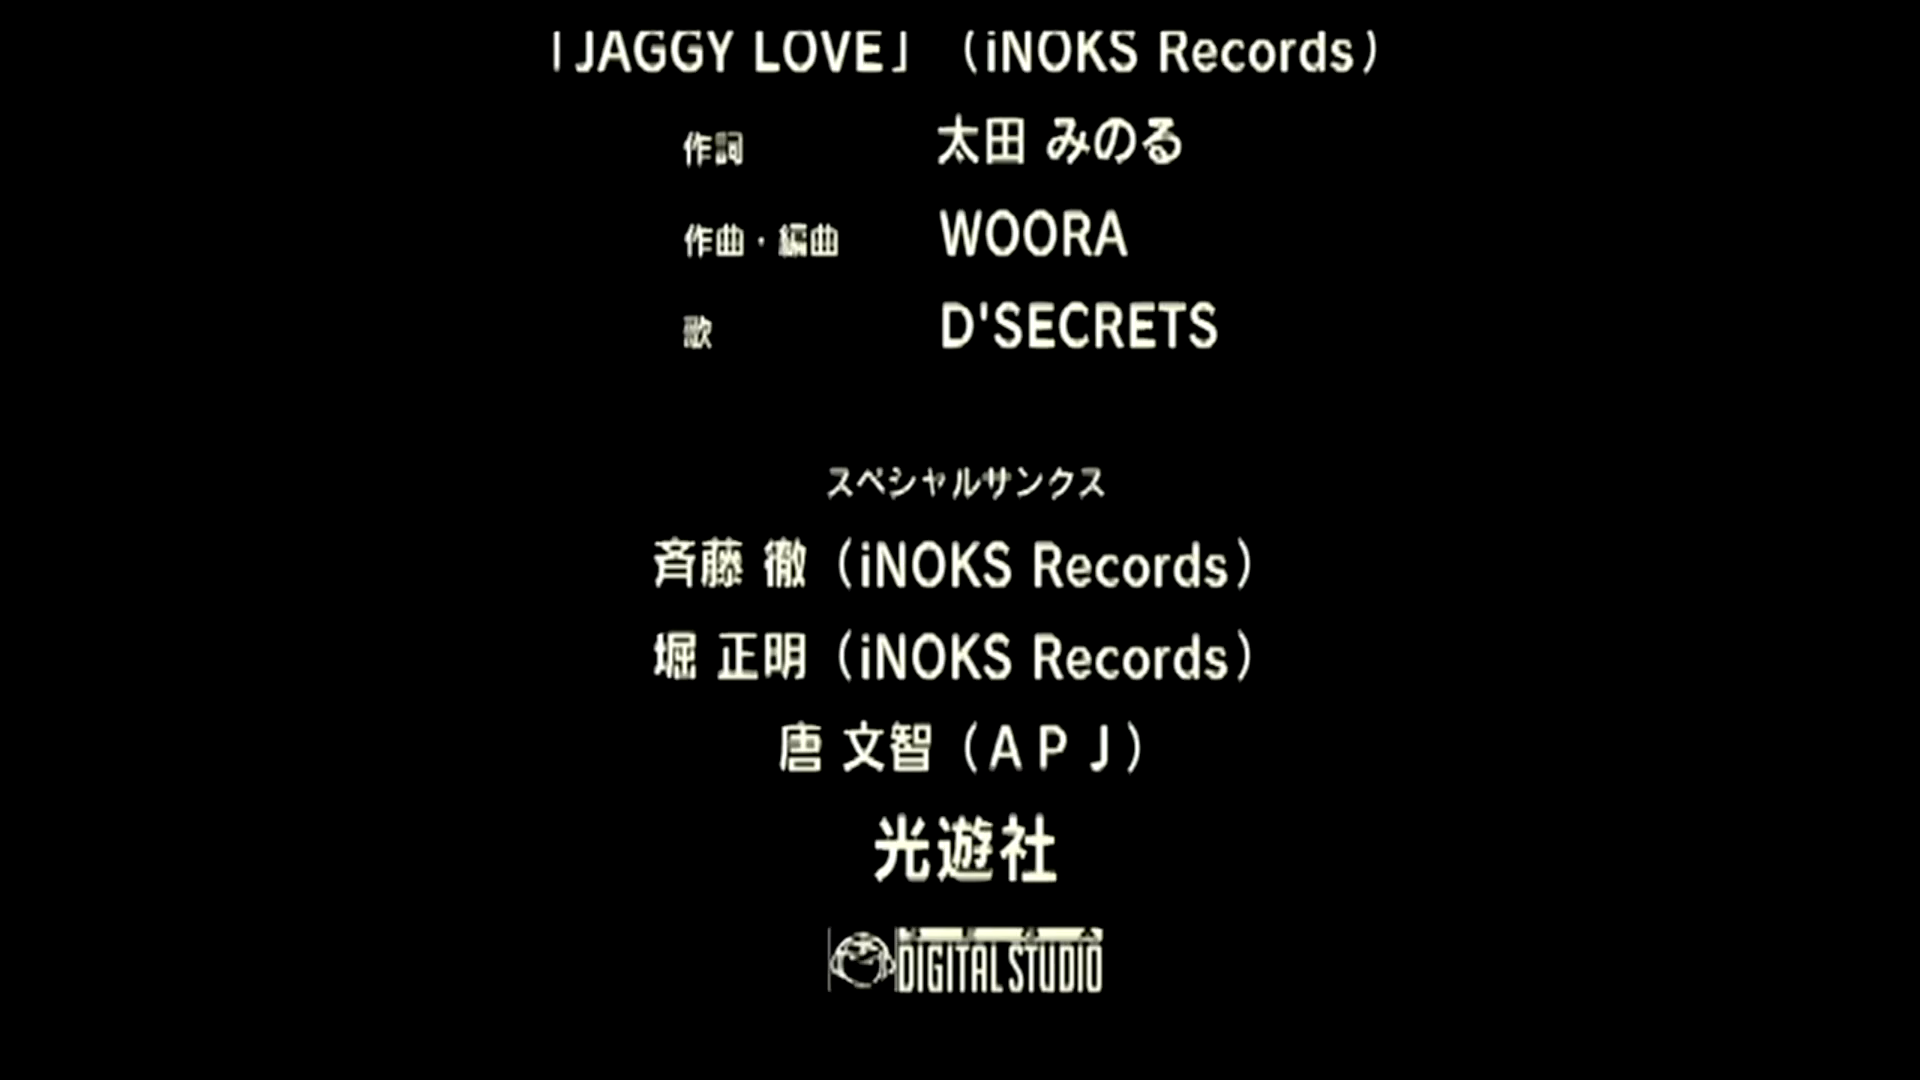 「JAGGY LOVE」（iNOKS Records）
作詞 太田 みのる
作曲・編曲 WOORA
歌 D'SECRETS
スペシャルサンクス
斉藤 徹（iNOKS Records）
堀 正明（iNOKS Records）
唐 文智（ＡＰＪ）
光遊社
DIGITAL STUDIO